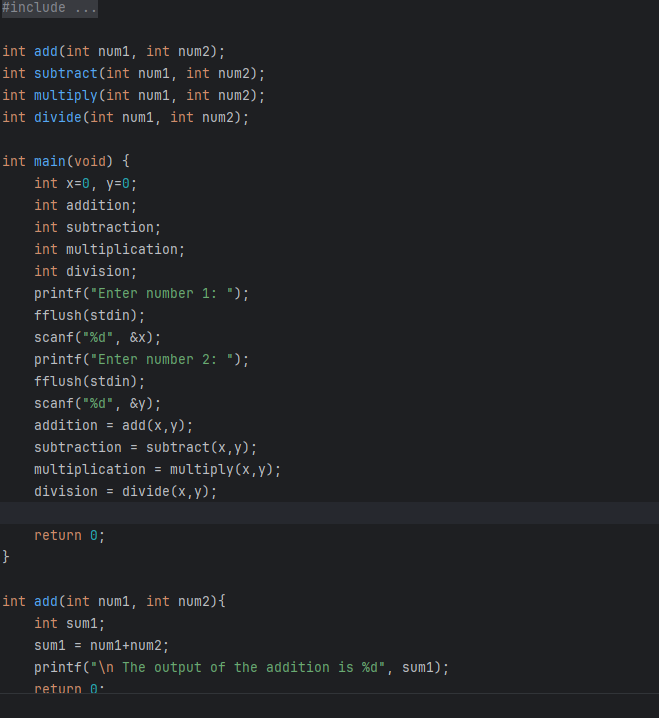 #include ...
int add(int num1, int num2);
int subtract(int num1, int num2);
int multiply(int num1, int num2);
int divide(int num1, int num2);
int main(void) {
int x=0, y=0;
int addition;
int subtraction;
int multiplication;
int division;
printf("Enter number 1: ");
fflush(stdin);
scanf("%d", &x);
printf("Enter number 2: ");
fflush(stdin);
scanf("%d", &y);
addition = add(x,y);
subtraction = subtract(x,y);
multiplication = multiply(x,y);
division = divide(x,y);
return 0;
}
int add(int num1, int num2){
int sum1;
sum1 = num1+num2;
printf("\n The output of the addition is %d", sum1);
return 0;